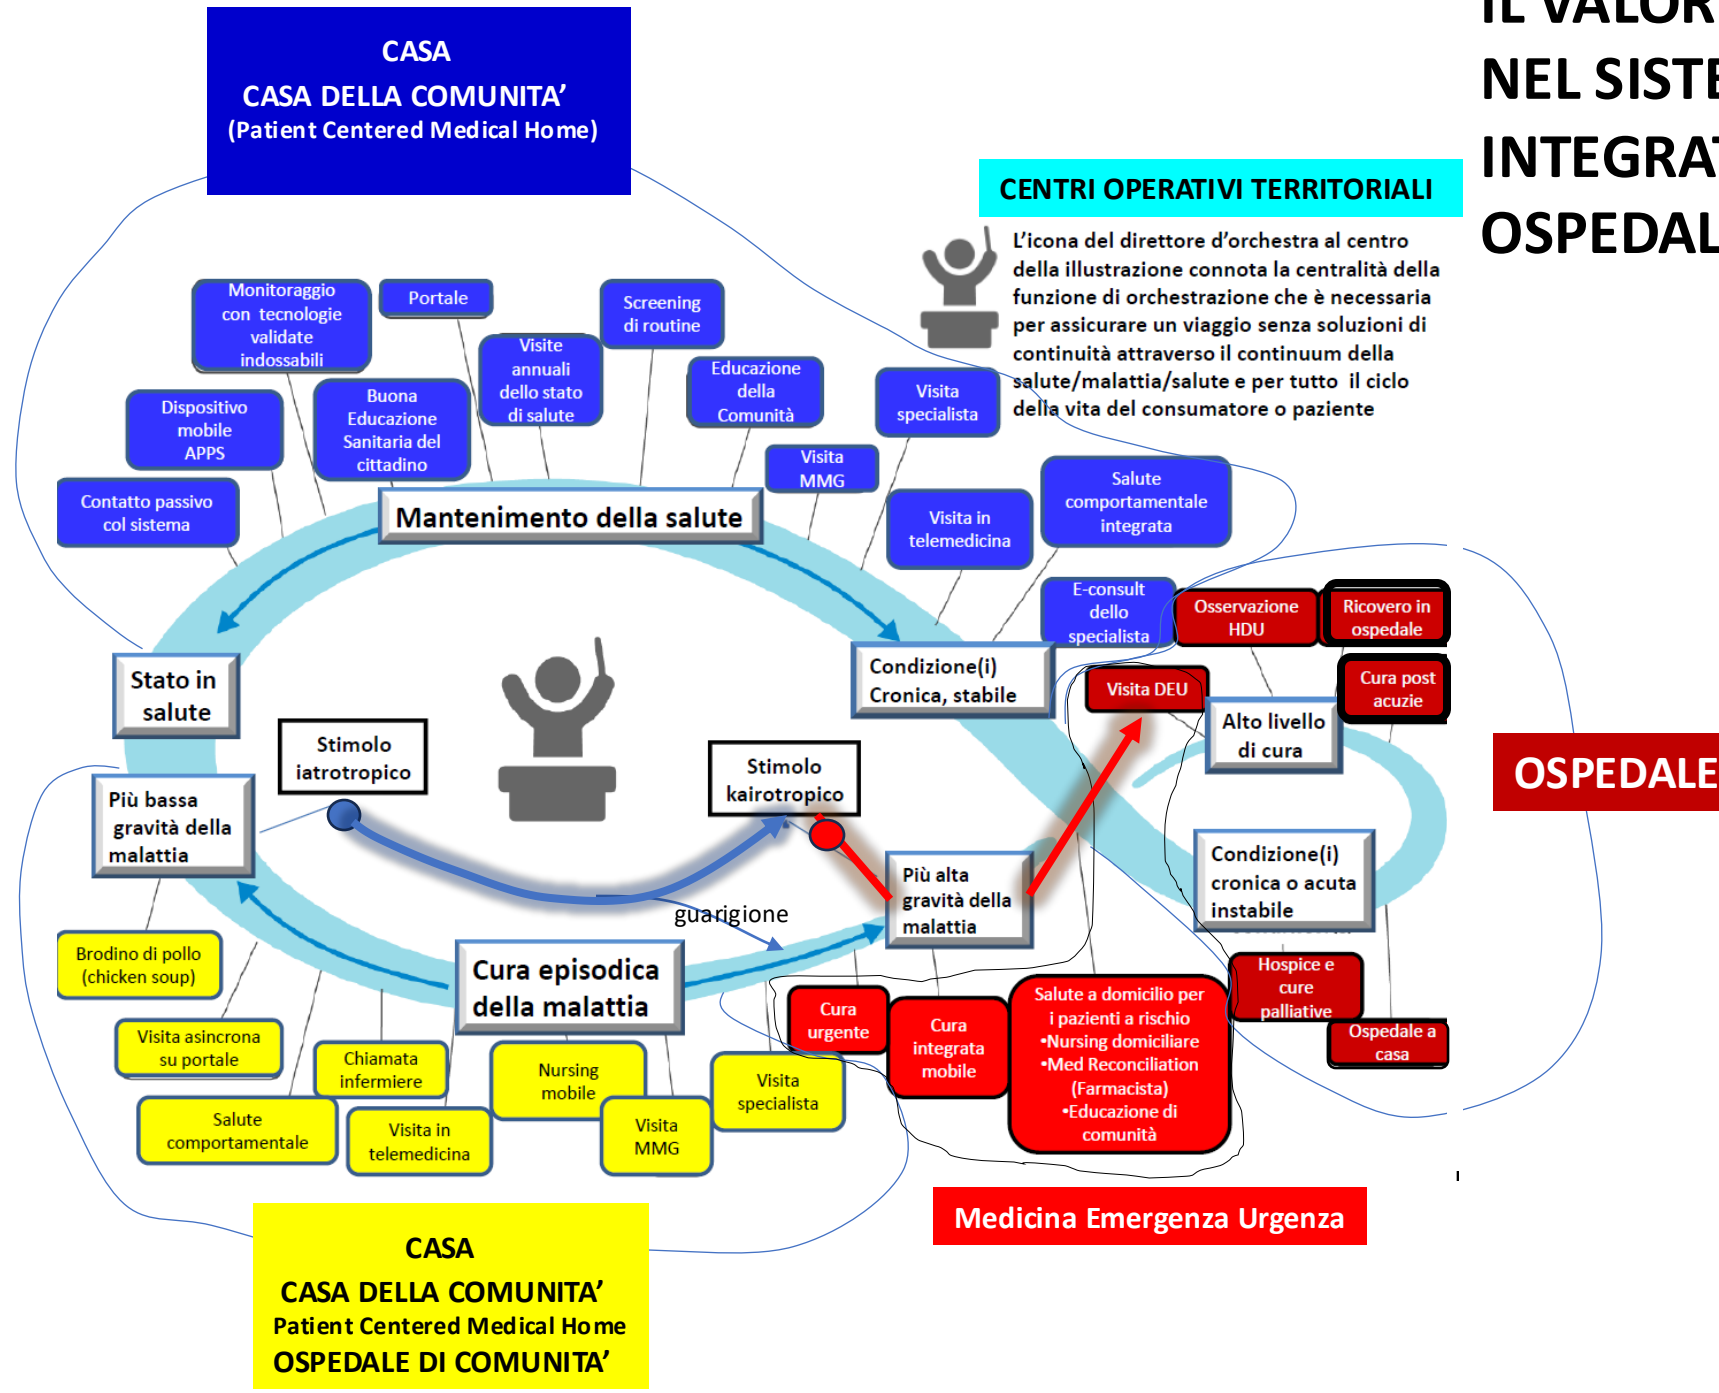 IL VALOR
NEL SISTE
INTEGRAT
OSPEDAL
CASA
CASA DELLA COMUNITA’
(Patient Centered Medical Home)
CENTRI OPERATIVI TERRITORIALI
L’icona del direttore d’orchestra al centro
della illustrazione connota la centralità della
funzione di orchestrazione che è necessaria
per assicurare un viaggio senza soluzioni di
continuità attraverso il continuum della
salute/malattia/salute e per tutto il ciclo
della vita del consumatore o paziente
Monitoraggio
con tecnologie
validate
indossabili
Portale
Screening
di routine
Visite
annuali
dello stato
di salute
Educazione
della
Comunità
Visita
specialista
Dispositivo
mobile
APPS
Buona
Educazione
Sanitaria del
cittadino
Visita
MMG
Contatto passivo
col sistema
Mantenimento della salute
Visita in
telemedicina
Salute
comportamentale
integrata
E-consult
dello
specialista
Osservazione
HDU
Ricovero in
ospedale
Stato in
salute
Condizione(i)
Cronica, stabile
Visita DEU
Cura post
acuzie
Alto livello
di cura
Stimolo
iatrotropico
Stimolo
kairotropico
OSPEDALE
Più bassa
gravità della
malattia
Più alta
gravità della
malattia
Condizione(i)
cronica o acuta
instabile
guarigione
Brodino di pollo
(chicken soup)
Cura episodica
della malattia
Hospice e
cure
palliative
Ospedale a
casa
Visita asincrona
su portale
Chiamata
infermiere
Nursing
mobile
Visita
specialista
Cura
urgente
Cura
integrata
mobile
Salute a domicilio per
i pazienti a rischio
•Nursing domiciliare
•Med Reconciliation
(Farmacista)
•Educazione di
comunità
Salute
comportamentale
Visita in
telemedicina
Visita
MMG
Medicina Emergenza Urgenza
CASA
CASA DELLA COMUNITA’
Patient Centered Medical Home
OSPEDALE DI COMUNITA’